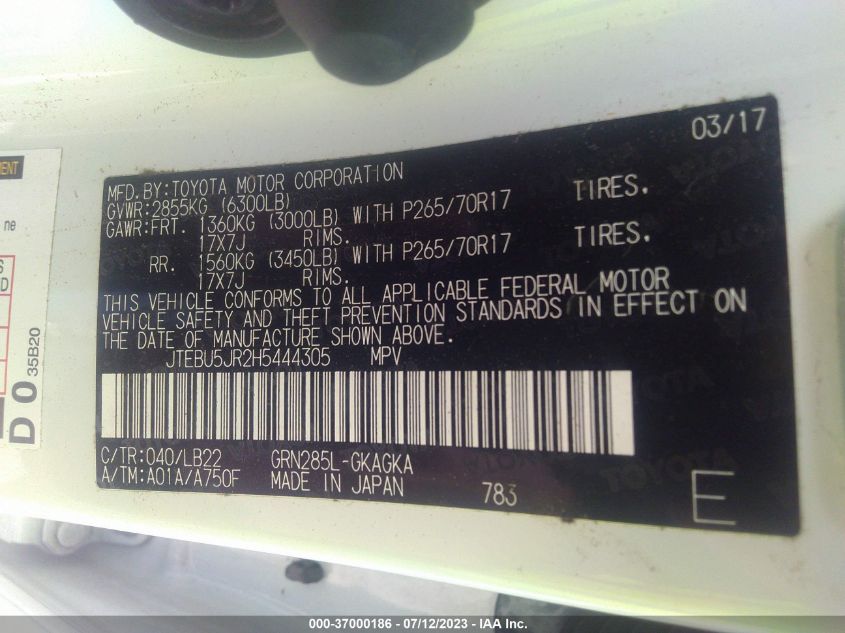 03/17
MFD.BY:TOYOTA MOTOR CORPORATION
GVWR:2855KG (6300LB)
GAWR:FRT. 1360KG (3000LB) WITH P265/70R17 TIRES.
17X7J RIMS.
RR. 1560KG (3450LB) WITH P265/70R17 TIRES.
17X7J RIMS.
THIS VEHICLE CONFORMS TO ALL APPLICABLE FEDERAL MOTOR
VEHICLE SAFETY AND THEFT PREVENTION STANDARDS IN EFFECT ON
THE DATE OF MANUFACTURE SHOWN ABOVE.
JTEBU5JR2H5444305 MPV
C/TR:040/LB22 GRN285L-GKAGKA
A/TM:A01A/A750F MADE IN JAPAN 783 E
TOYOTA
ne
D 0 35B20
000-37000186 - 07/12/2023 - IAA Inc.